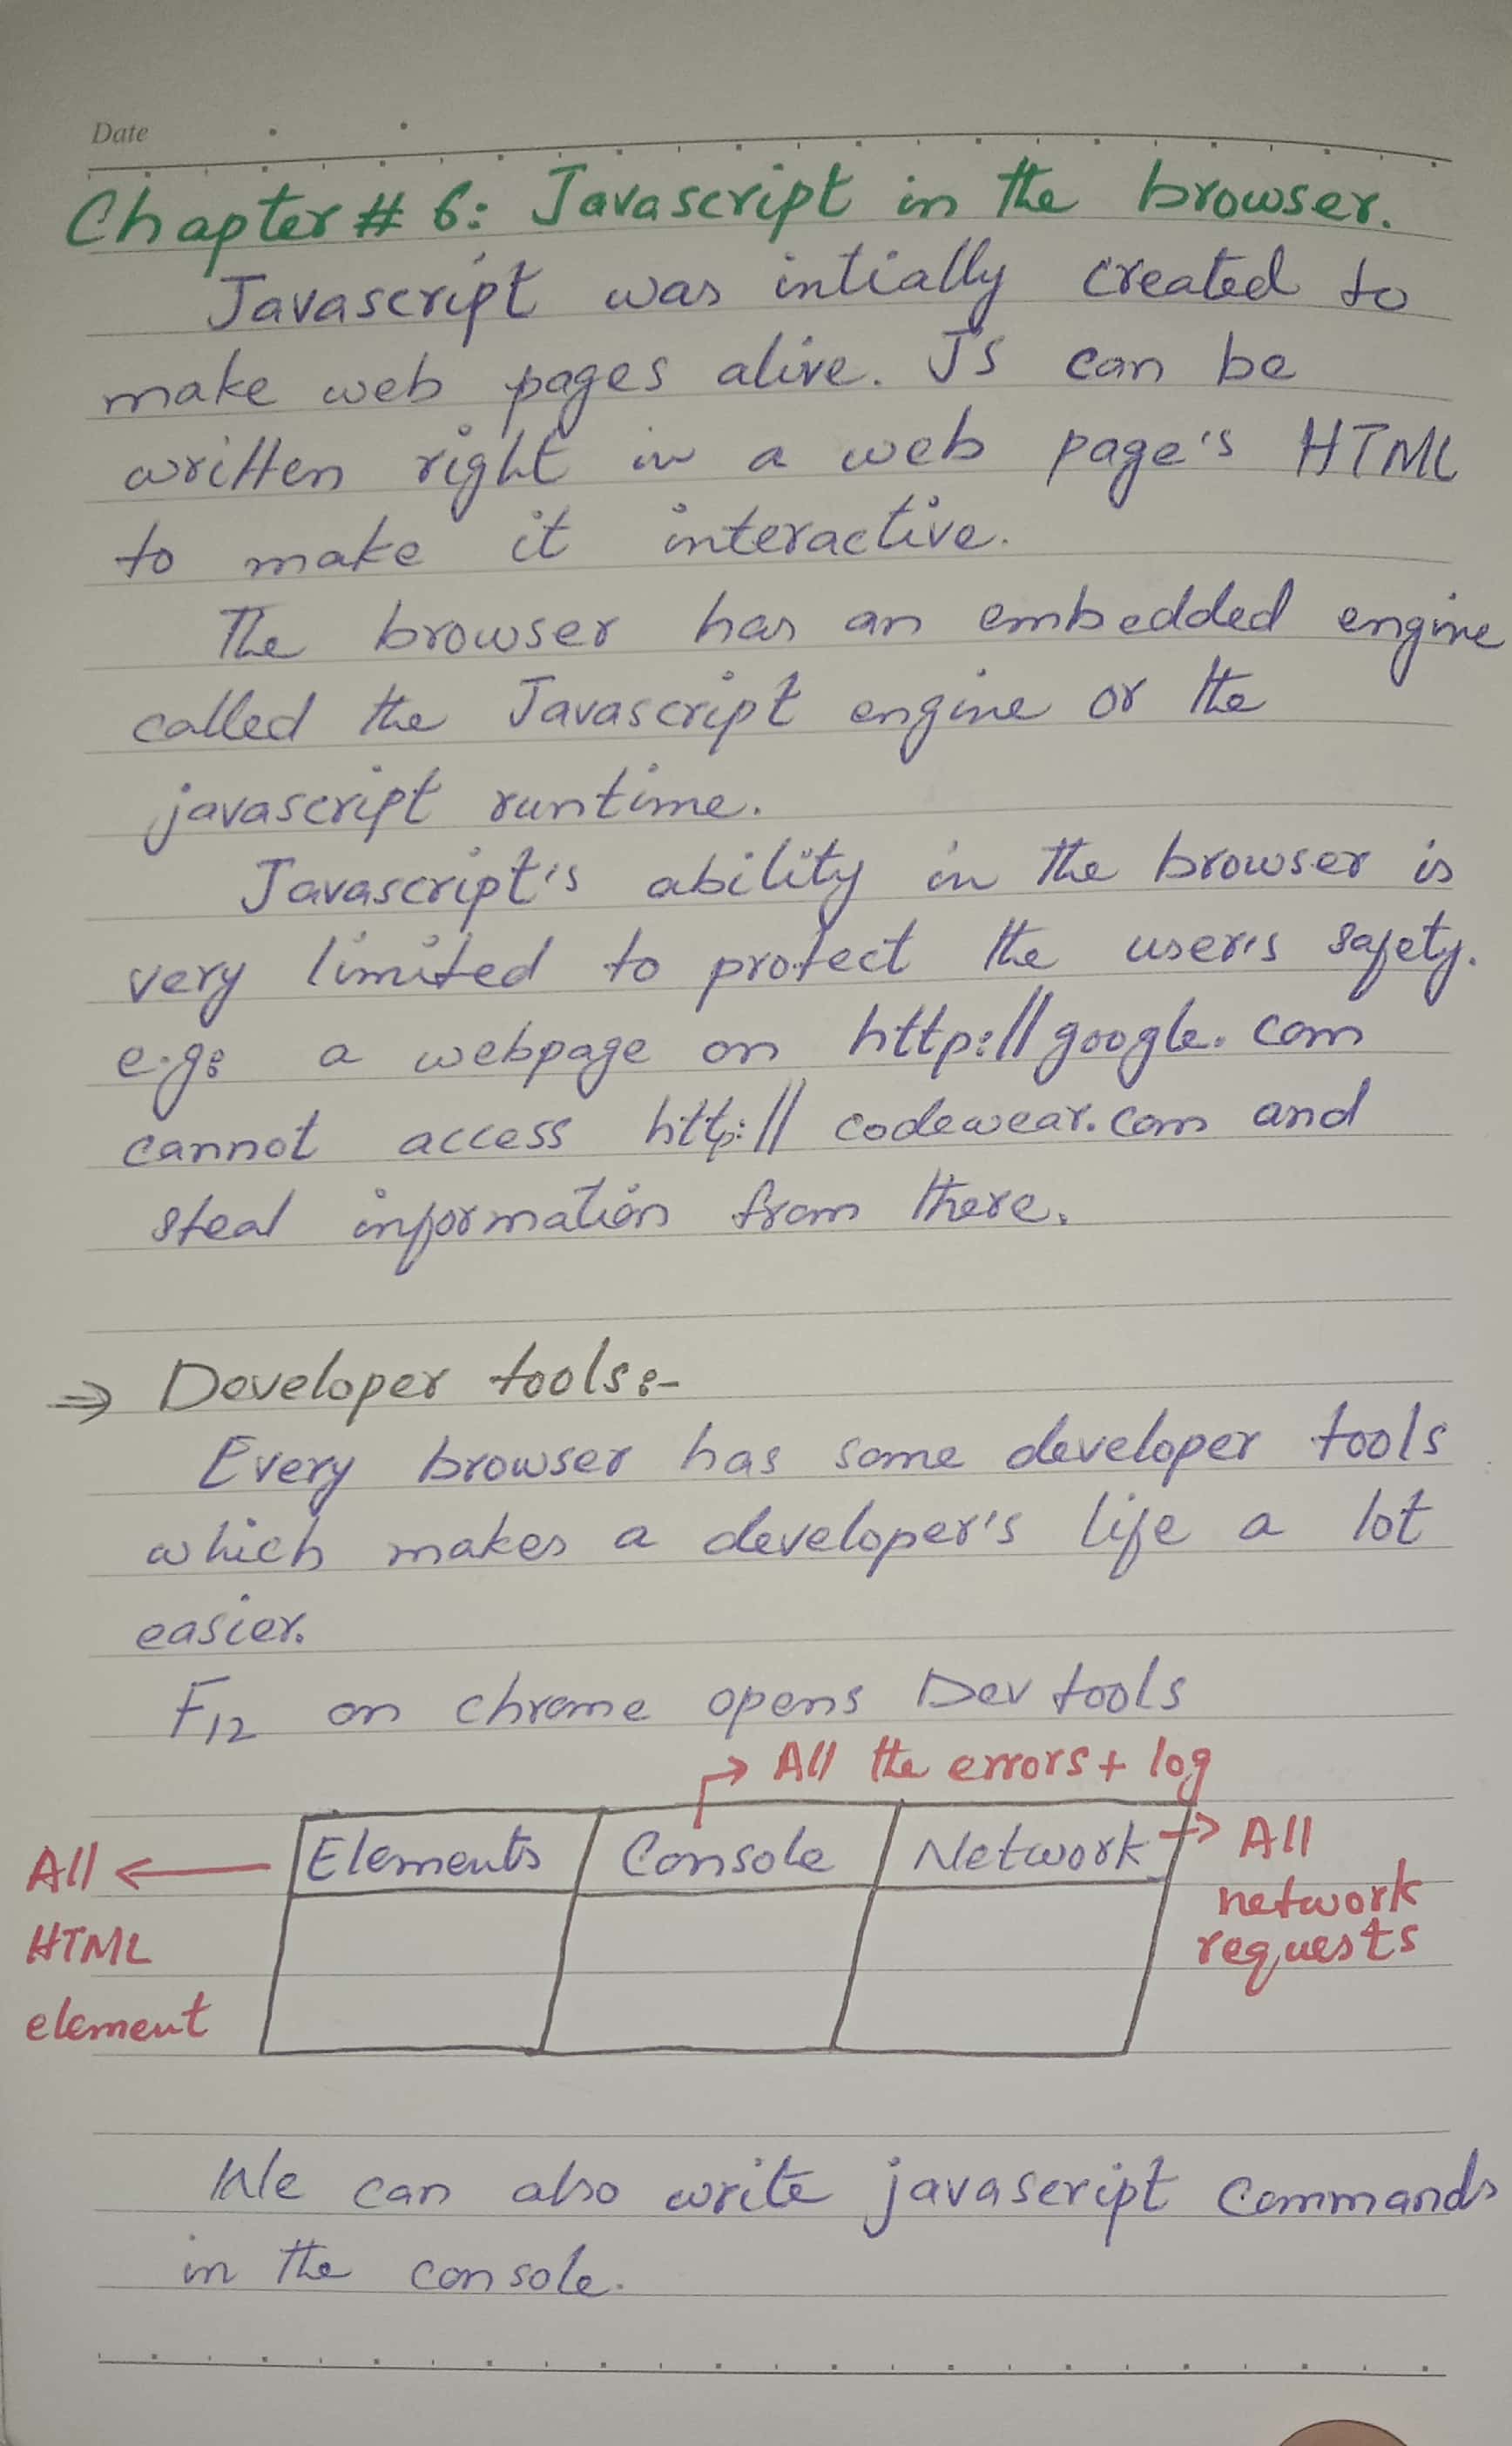 Date
Chapter # 6: Javascript in the browser.
Javascript was intially created to
make web pages alive. JS can be
written right in a web page's HTML
to make it interactive.
The browser has an embedded engine
called the Javascript engine or the
javascript runtime.
Javascript's ability in the browser is
very limited to protect the user's safety.
e.g: a webpage on http://google.com
cannot access http://codewear.com and
steal information from there.
⇒ Developer tools:-
Every browser has some developer tools
which makes a developer's life a lot
easier.
F12 on chrome opens Dev tools
→ All the errors + log
All ← Elements Console Network → All
HTML network
element requests
We can also write javascript commands
in the console.